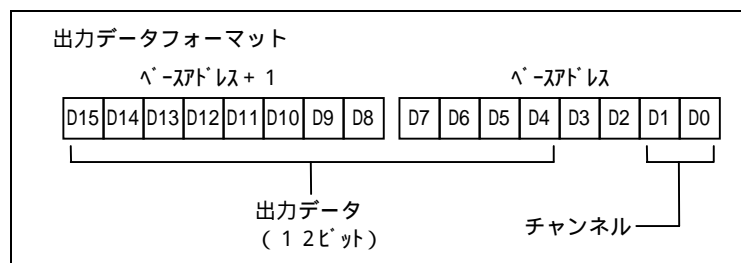 出力データフォーマット
ﾍﾞｰｽｱﾄﾞﾚｽ+ 1 ﾍﾞｰｽｱﾄﾞﾚｽ
D15 D14 D13 D12 D11 D10 D9 D8 D7 D6 D5 D4 D3 D2 D1 D0
出力データ
(12ﾋﾞｯﾄ)
チャンネル